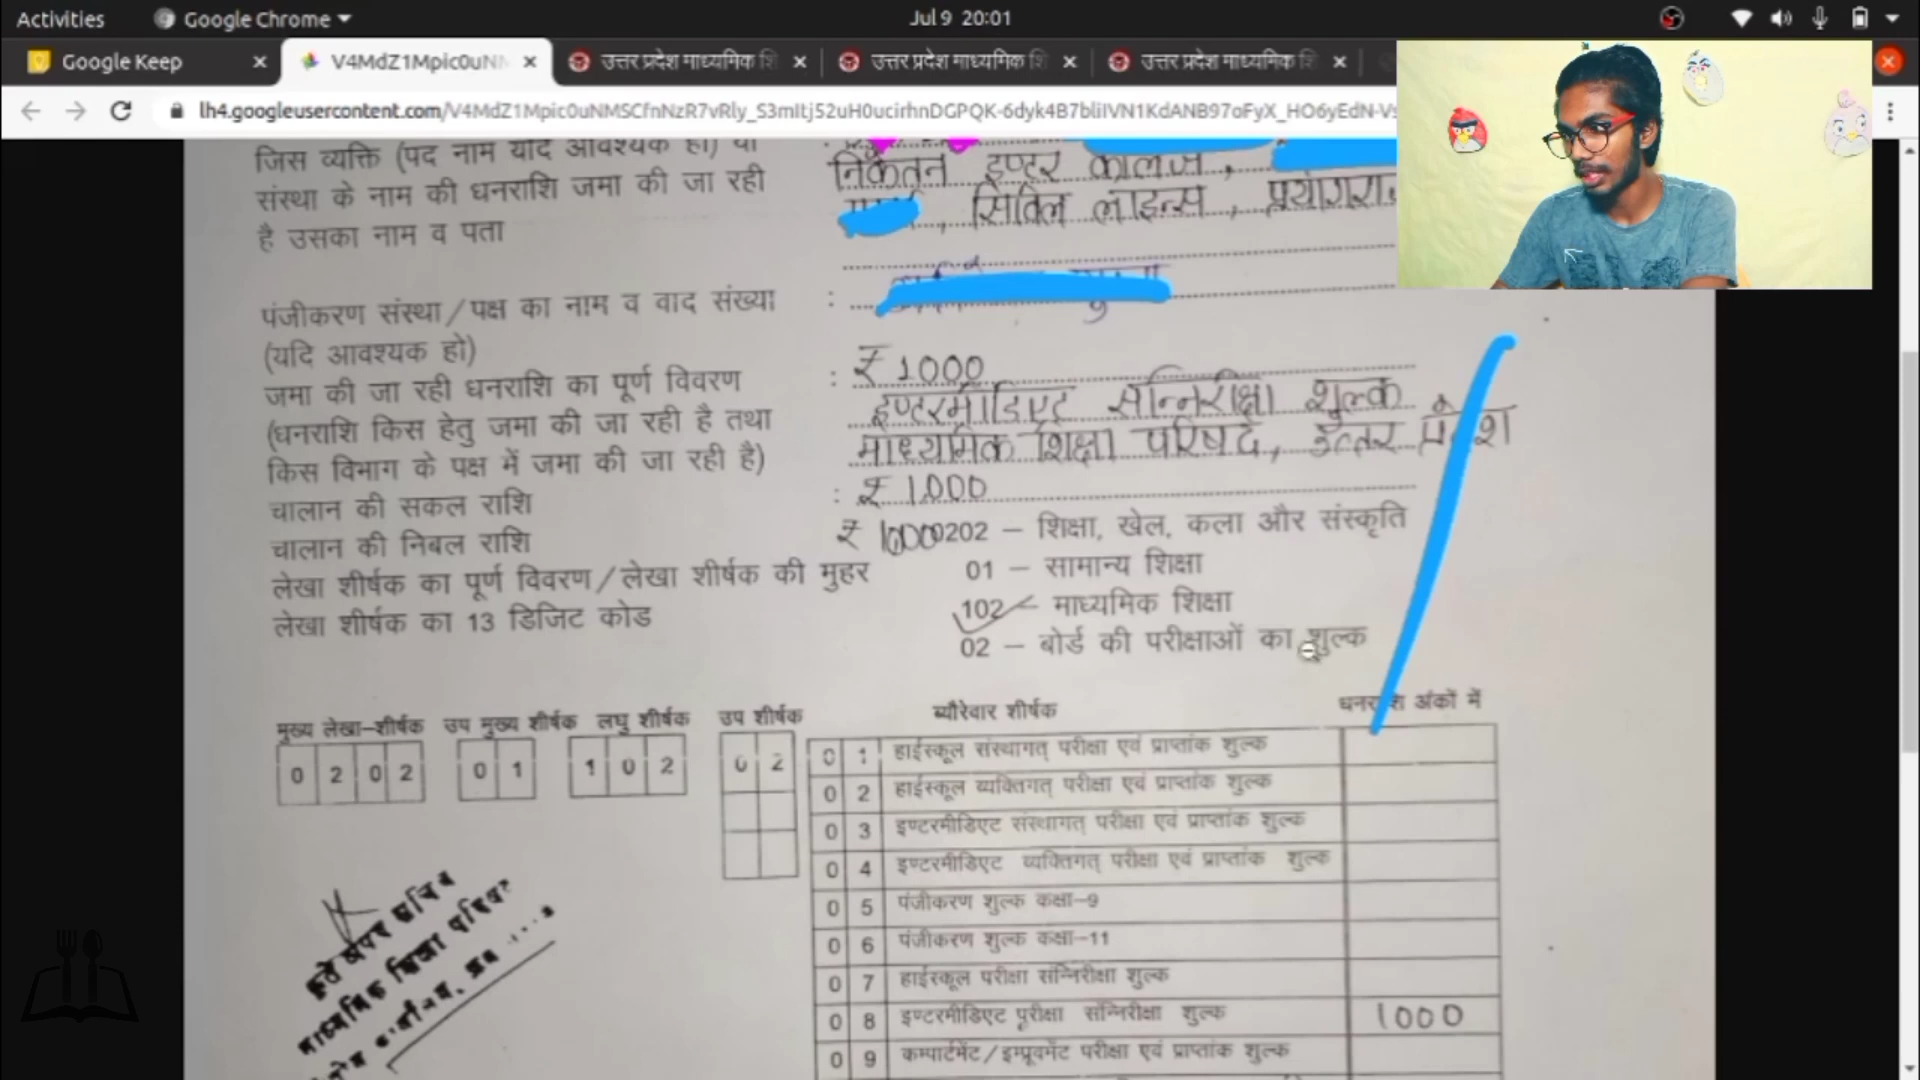 Activities Google Chrome Jul 9 20:01
Google Keep V4MdZ1Mpic0uNM उत्तर प्रदेश माध्यमिक शि उत्तर प्रदेश माध्यमिक शि उत्तर प्रदेश माध्यमिक शि
lh4.googleusercontent.com/V4MdZ1Mpic0uNMSCfnNzR7vRly_S3mItj52uH0ucirhnDGPQK-6dyk4B7bliIVN1KdANB97oFyX_HO6yEdN-Vs
जिस व्यक्ति (पद नाम यदि आवश्यक हो) या
निकेतन इण्टर कालेज,
संस्था के नाम की धनराशि जमा की जा रही
, सिविल लाइन्स, प्रयागराज
है उसका नाम व पता
पंजीकरण संस्था/पक्ष का नाम व वाद संख्या :
(यदि आवश्यक हो)
जमा की जा रही धनराशि का पूर्ण विवरण : ₹ 1000
(धनराशि किस हेतु जमा की जा रही है तथा इण्टरमीडिएट सन्निरीक्षा शुल्क
किस विभाग के पक्ष में जमा की जा रही है) माध्यमिक शिक्षा परिषद, उत्तर प्रदेश
चालान की सकल राशि : ₹ 1000
चालान की निबल राशि ₹ 1000 0202 – शिक्षा, खेल, कला और संस्कृति
लेखा शीर्षक का पूर्ण विवरण/लेखा शीर्षक की मुहर 01 – सामान्य शिक्षा
लेखा शीर्षक का 13 डिजिट कोड 102 – माध्यमिक शिक्षा
02 – बोर्ड की परीक्षाओं का शुल्क
मुख्य लेखा–शीर्षक उप मुख्य शीर्षक लघु शीर्षक उप शीर्षक ब्यौरेवार शीर्षक धनराशि अंकों में
0 2 0 2 0 1 1 0 2 0 2
0 1 हाईस्कूल संस्थागत् परीक्षा एवं प्राप्तांक शुल्क
0 2 हाईस्कूल व्यक्तिगत् परीक्षा एवं प्राप्तांक शुल्क
0 3 इण्टरमीडिएट संस्थागत् परीक्षा एवं प्राप्तांक शुल्क
0 4 इण्टरमीडिएट व्यक्तिगत् परीक्षा एवं प्राप्तांक शुल्क
0 5 पंजीकरण शुल्क कक्षा–9
0 6 पंजीकरण शुल्क कक्षा–11
0 7 हाईस्कूल परीक्षा सन्निरीक्षा शुल्क
0 8 इण्टरमीडिएट परीक्षा सन्निरीक्षा शुल्क 1000
0 9 कम्पार्टमेंट/इम्प्रूवमेंट परीक्षा एवं प्राप्तांक शुल्क